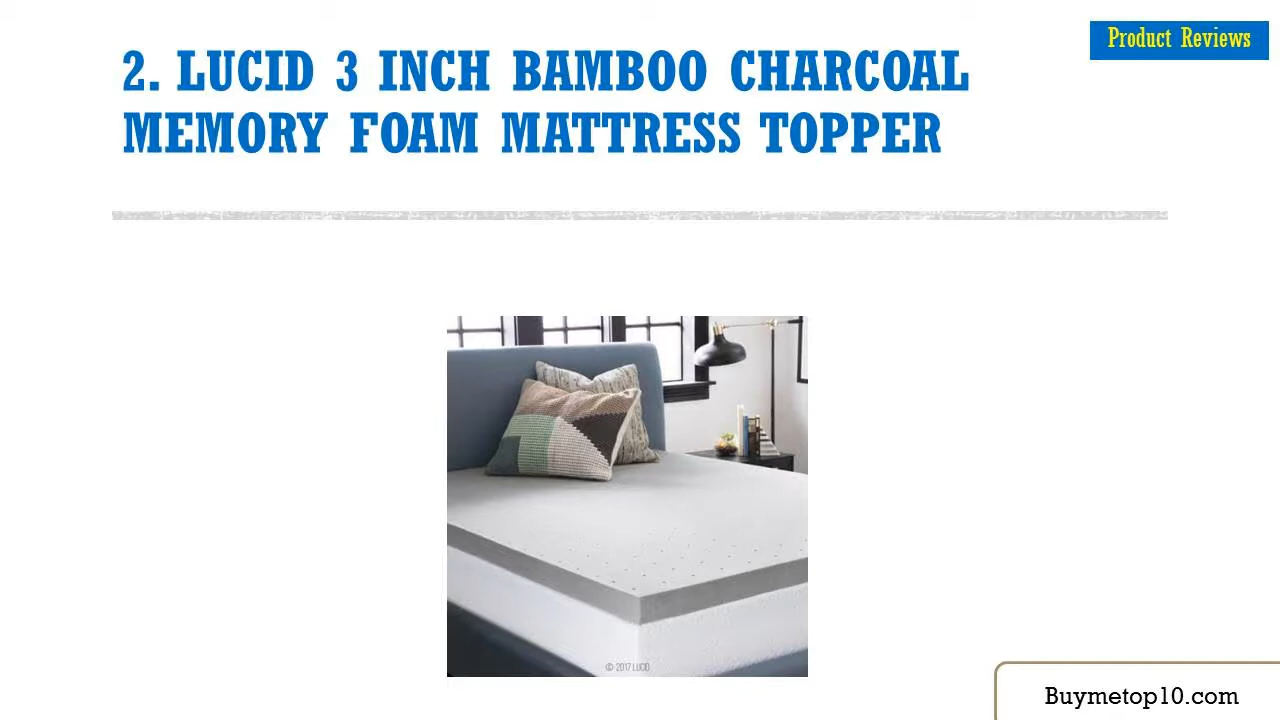 Product Reviews
2. LUCID 3 INCH BAMBOO CHARCOAL
MEMORY FOAM MATTRESS TOPPER
© 2017 LUCID
Buymetop10.com